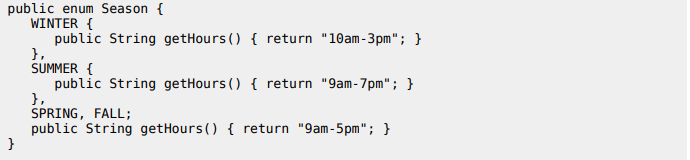 public enum Season {
   WINTER {
      public String getHours() { return "10am-3pm"; }
   },
   SUMMER {
      public String getHours() { return "9am-7pm"; }
   },
   SPRING, FALL;
   public String getHours() { return "9am-5pm"; }
}